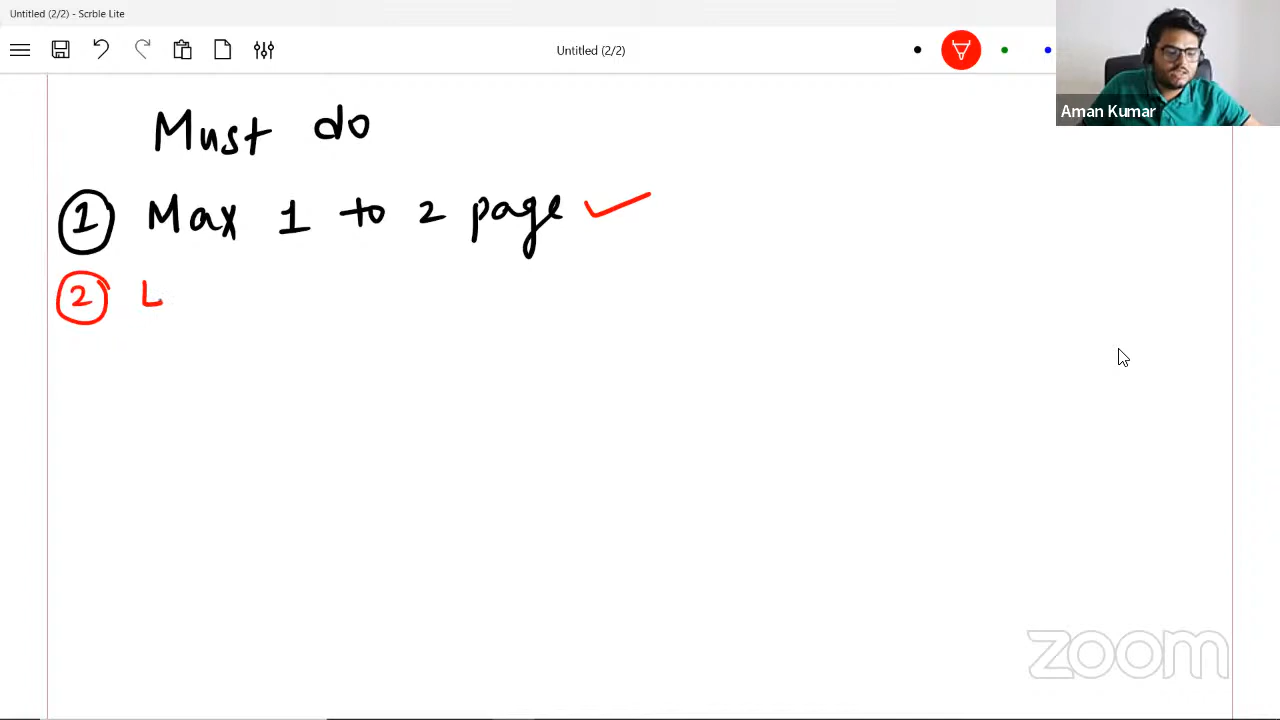 Untitled (2/2) - Scrble Lite
Untitled (2/2)
Aman Kumar
Must do
1 Max 1 to 2 page
2 L
zoom